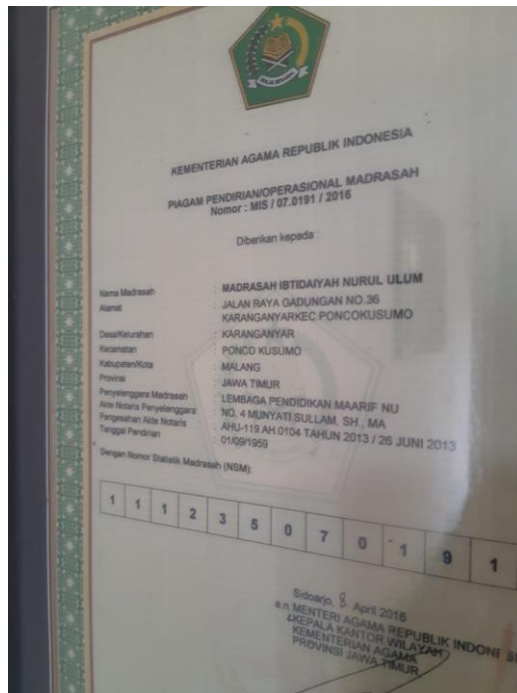 KEMENTERIAN AGAMA REPUBLIK INDONESIA
PIAGAM PENDIRIAN/OPERASIONAL MADRASAH
Nomor : MIS / 07.0191 / 2016
Diberikan kepada :
Nama Madrasah : MADRASAH IBTIDAIYAH NURUL ULUM
Alamat : JALAN RAYA GADUNGAN NO.36
KARANGANYARKEC PONCOKUSUMO
Desa/Kelurahan : KARANGANYAR
Kecamatan : PONCO KUSUMO
Kabupaten/Kota : MALANG
Provinsi : JAWA TIMUR
Penyelenggara Madrasah : LEMBAGA PENDIDIKAN MAARIF NU
Akte Notaris Penyelenggara : NO. 4 MUNYATI SULLAM, SH., MA
Pengesahan Akte Notaris : AHU-119.AH.0104 TAHUN 2013 / 26 JUNI 2013
Tanggal Pendirian : 01/09/1959
Dengan Nomor Statistik Madrasah (NSM):
1 1 1 2 3 5 0 7 0 1 9 1
Sidoarjo, 8 April 2016
a.n. MENTERI AGAMA REPUBLIK INDONESI
KEPALA KANTOR WILAYAH
KEMENTERIAN AGAMA
PROVINSI JAWA TIMUR